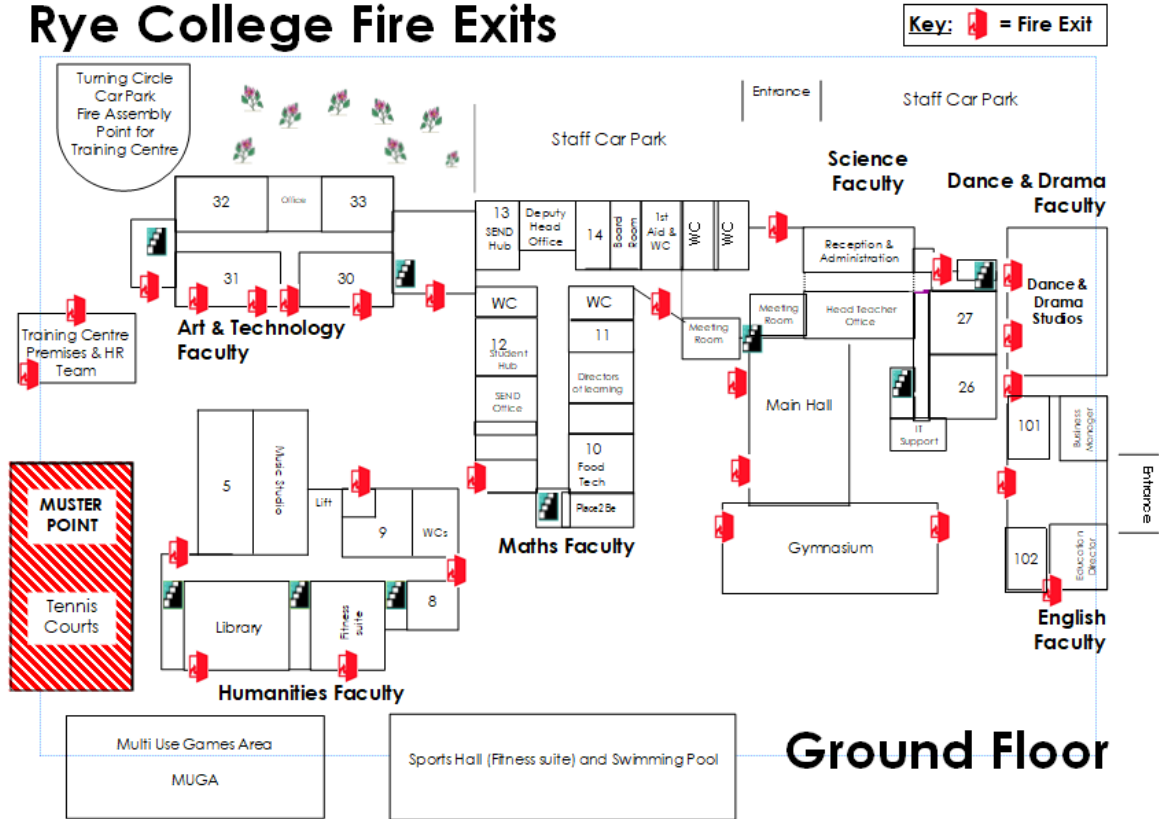 Rye College Fire Exits
Key: = Fire Exit
Turning Circle
Car Park
Fire Assembly
Point for
Training Centre
Entrance
Staff Car Park
Staff Car Park
Science
Faculty
Dance & Drama
Faculty
32
Office
33
13
SEND
Hub
Deputy
Head
Office
14
Board
Room
1st
Aid &
WC
WC
WC
Reception &
Administration
31
30
Dance &
Drama
Studios
WC
WC
Meeting
Room
Head Teacher
Office
27
Art & Technology
Faculty
Training Centre
Premises & HR
Team
12
Student
Hub
11
Meeting
Room
SEND
Office
Directors
of learning
Main Hall
26
IT
Support
101
Business
Manager
5
Music Studio
Lift
9
WCs
10
Food
Tech
Place2Be
Entrance
MUSTER
POINT
Maths Faculty
Gymnasium
102
Education
Director
Tennis
Courts
Library
Fitness
suite
8
English
Faculty
Humanities Faculty
Multi Use Games Area
MUGA
Sports Hall (Fitness suite) and Swimming Pool
Ground Floor